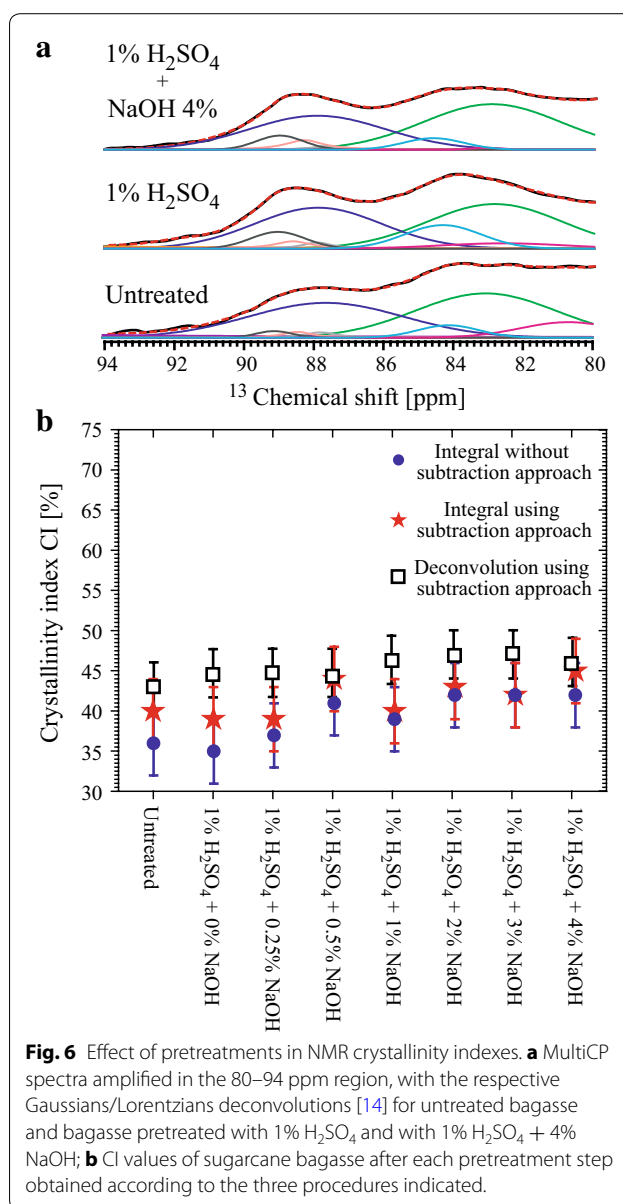 a
1% H₂SO₄
+
NaOH 4%
1% H₂SO₄
Untreated
94 92 90 88 86 84 82 80
¹³ Chemical shift [ppm]
b
75
70
65
60
55
50
45
40
35
30
Crystallinity index CI [%]
Integral without
subtraction approach
Integral using
subtraction approach
Deconvolution using
subtraction approach
Untreated
1% H₂SO₄ + 0% NaOH
1% H₂SO₄ + 0.25% NaOH
1% H₂SO₄ + 0.5% NaOH
1% H₂SO₄ + 1% NaOH
1% H₂SO₄ + 2% NaOH
1% H₂SO₄ + 3% NaOH
1% H₂SO₄ + 4% NaOH
Fig. 6 Effect of pretreatments in NMR crystallinity indexes. a MultiCP
spectra amplified in the 80–94 ppm region, with the respective
Gaussians/Lorentzians deconvolutions [14] for untreated bagasse
and bagasse pretreated with 1% H₂SO₄ and with 1% H₂SO₄ + 4%
NaOH; b CI values of sugarcane bagasse after each pretreatment step
obtained according to the three procedures indicated.